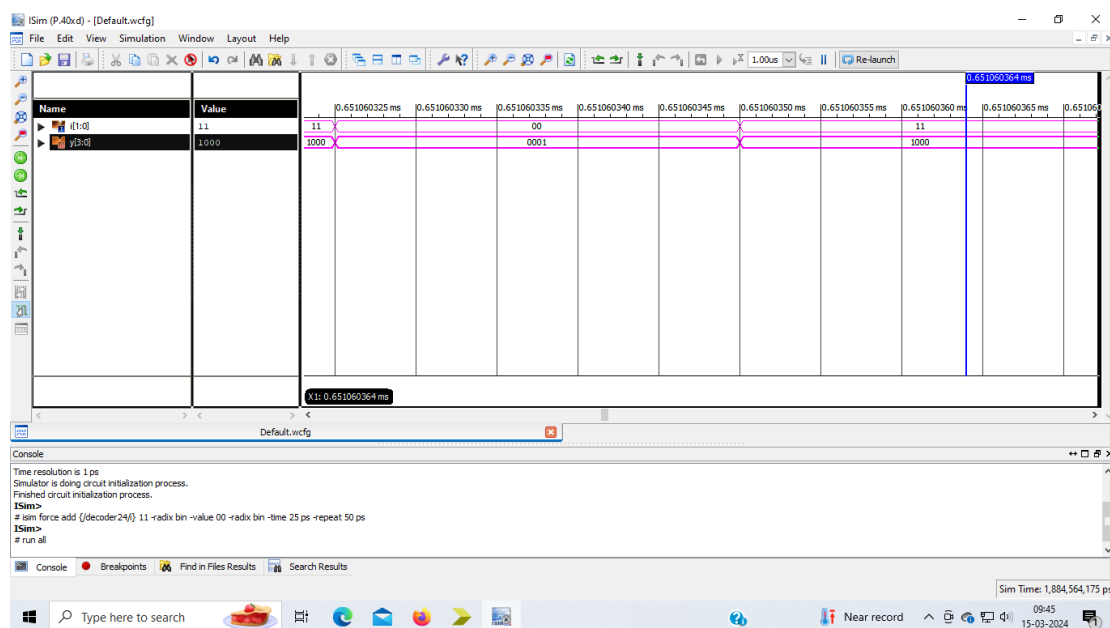 ISim (P.40xd) - [Default.wcfg]
File Edit View Simulation Window Layout Help
1.00us Re-launch
0.651060364 ms
Name Value 0.651060325 ms 0.651060330 ms 0.651060335 ms 0.651060340 ms 0.651060345 ms 0.651060350 ms 0.651060355 ms 0.651060360 ms 0.651060365 ms 0.65106
i[1:0] 11 11 00 11
y[3:0] 1000 1000 0001 1000
X1: 0.651060364 ms
Default.wcfg
Console
Time resolution is 1 ps
Simulator is doing circuit initialization process.
Finished circuit initialization process.
ISim>
# isim force add {/decoder24/i} 11 -radix bin -value 00 -radix bin -time 25 ps -repeat 50 ps
ISim>
# run all
Console Breakpoints Find in Files Results Search Results
Sim Time: 1,884,564,175 ps
Type here to search Near record 09:45
15-03-2024